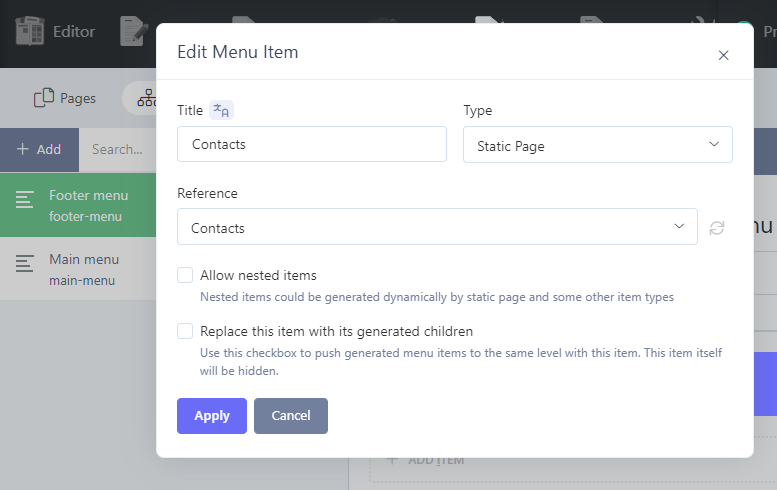 Editor
Pr
Edit Menu Item
Pages
Title
Type
Contacts
Static Page
+ Add
Search...
Reference
Footer menu
footer-menu
Contacts
nu
Main menu
main-menu
Allow nested items
Nested items could be generated dynamically by static page and some other item types
Replace this item with its generated children
Use this checkbox to push generated menu items to the same level with this item. This item itself
will be hidden.
Apply
Cancel
+ ADD ITEM